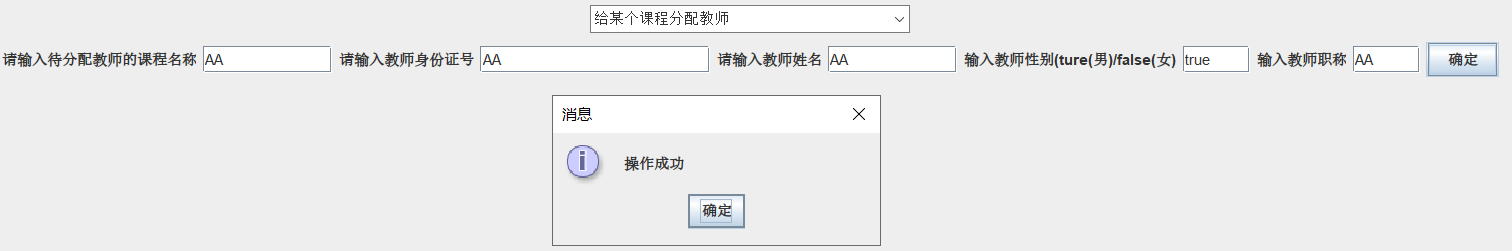 给某个课程分配教师
请输入待分配教师的课程名称 AA 请输入教师身份证号 AA 请输入教师姓名 AA 输入教师性别(ture(男)/false(女) true 输入教师职称 AA 确定
消息
操作成功
确定